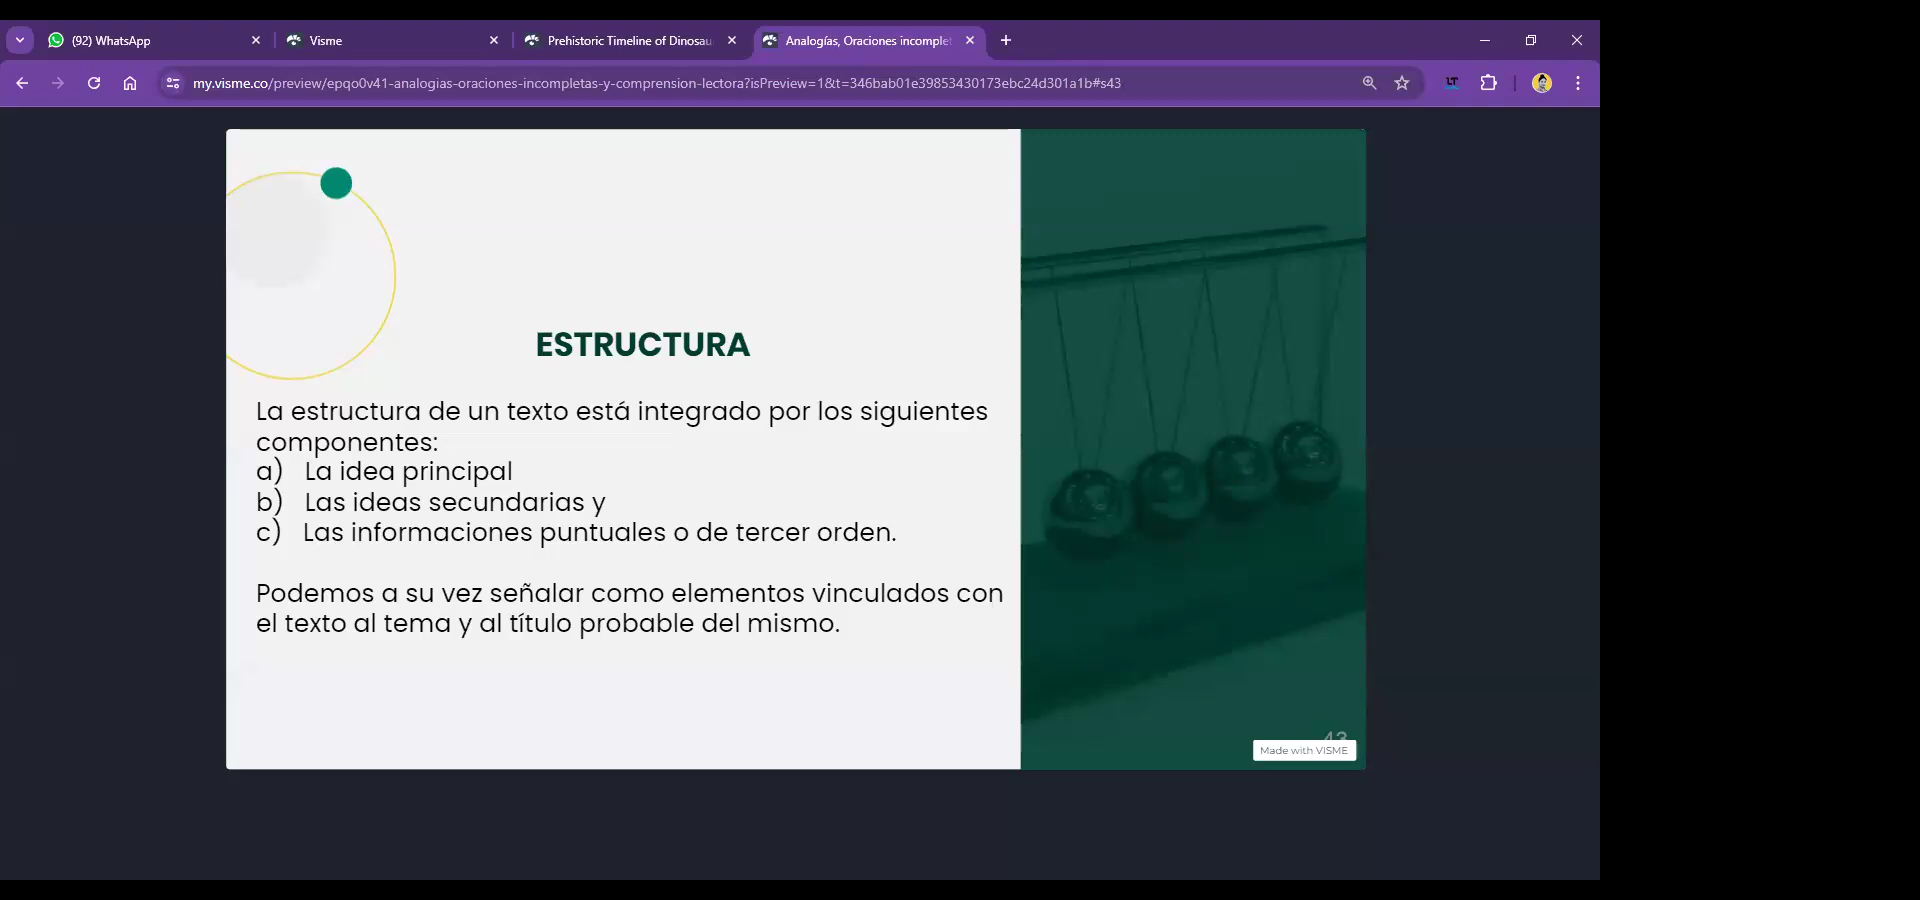 (92) WhatsApp
Visme
Prehistoric Timeline of Dinosau
Analogías, Oraciones incomplet
my.visme.co/preview/epqo0v41-analogias-oraciones-incompletas-y-comprension-lectora?isPreview=1&t=346bab01e39853430173ebc24d301a1b#s43
LT
ESTRUCTURA
La estructura de un texto está integrado por los siguientes
componentes:
a) La idea principal
b) Las ideas secundarias y
c) Las informaciones puntuales o de tercer orden.
Podemos a su vez señalar como elementos vinculados con
el texto al tema y al título probable del mismo.
43
Made with VISME